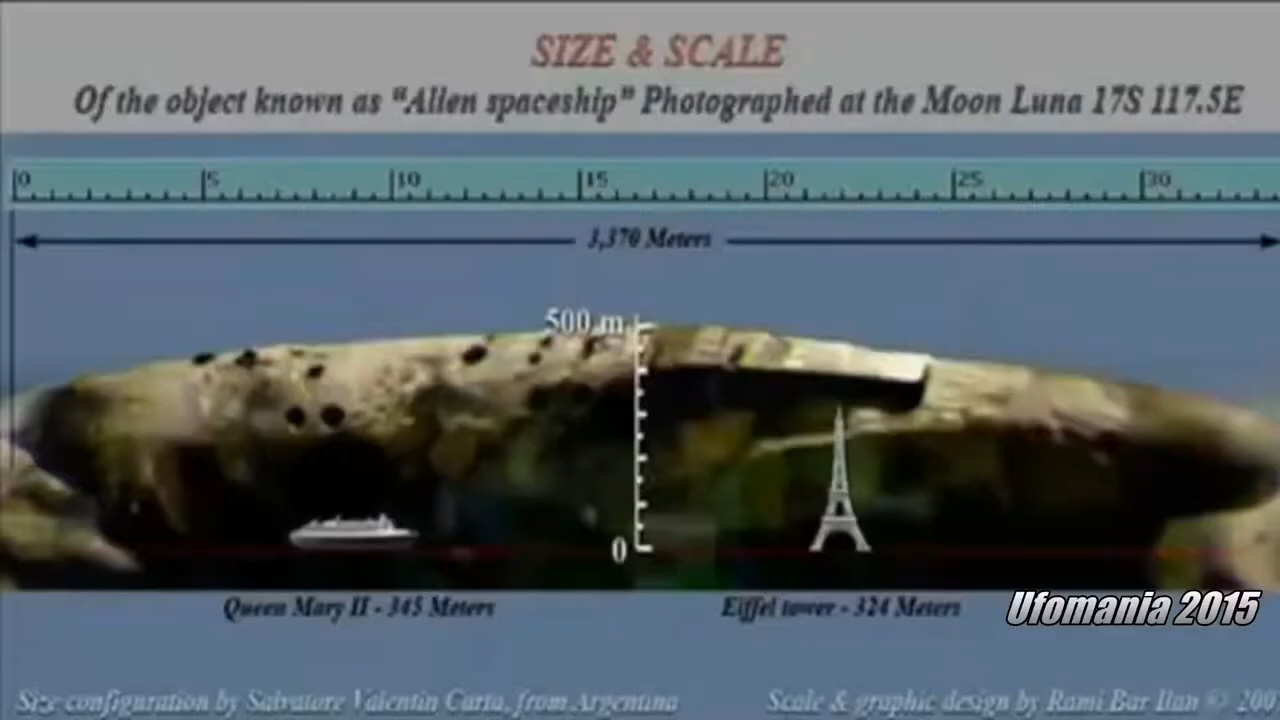 SIZE & SCALE
Of the object known as “Alien spaceship” Photographed at the Moon Luna 17S 117.5E
0 5 10 15 20 25 30
3,370 Meters
500 m
0
Queen Mary II - 345 Meters
Eiffel tower - 324 Meters
Ufomania 2015
Size configuration by Salvatore Valentin Carta, from Argentina
Scale & graphic design by Rami Bar Ilan ©